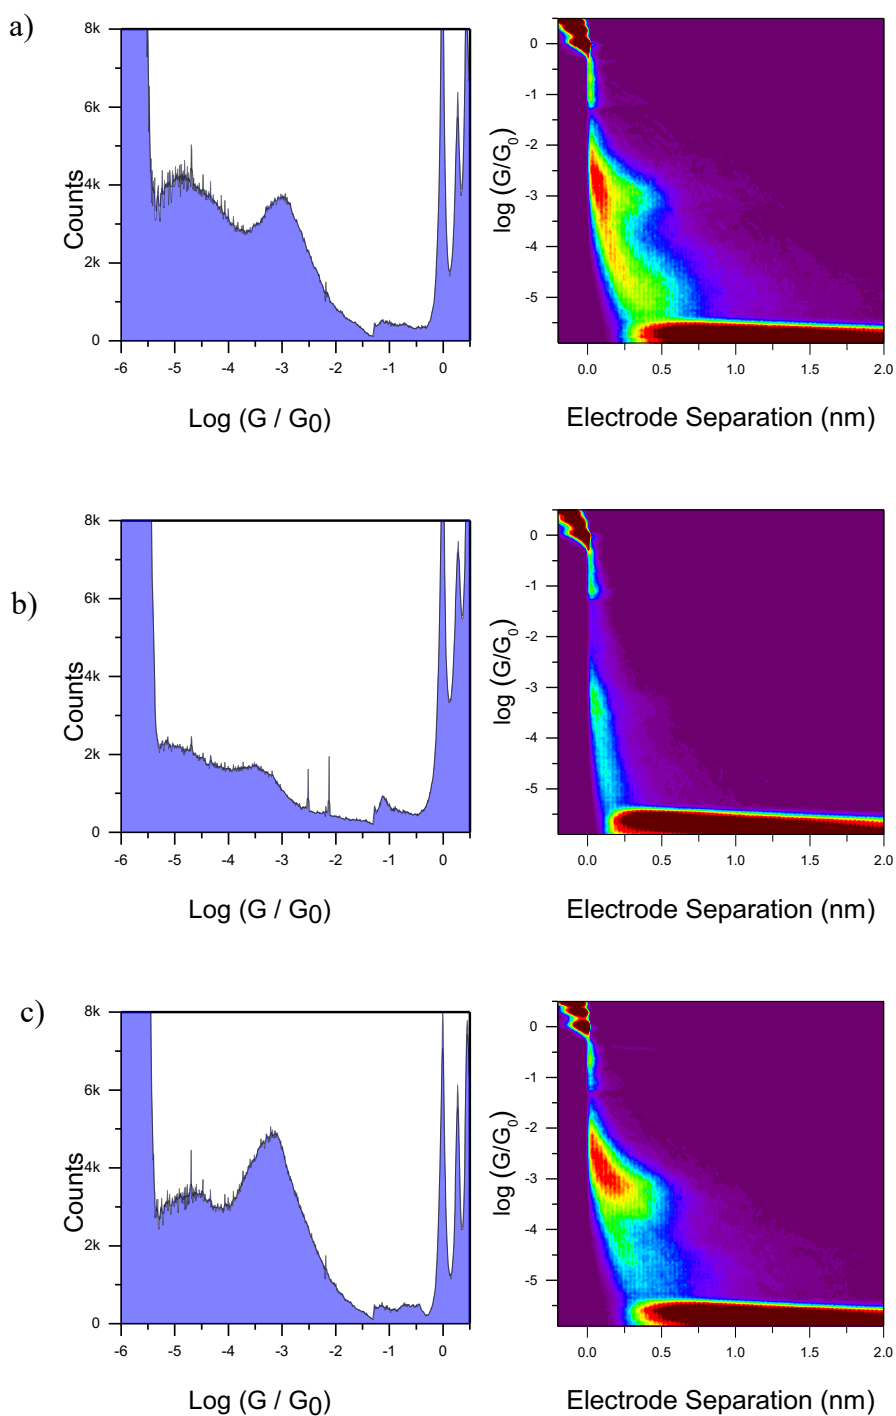 a)
8k
6k
4k
2k
0
Counts
-6 -5 -4 -3 -2 -1 0
Log (G / G0)
0
-1
-2
-3
-4
-5
log (G/G0)
0.0 0.5 1.0 1.5 2.0
Electrode Separation (nm)
b)
8k
6k
4k
2k
0
Counts
-6 -5 -4 -3 -2 -1 0
Log (G / G0)
0
-1
-2
-3
-4
-5
log (G/G0)
0.0 0.5 1.0 1.5 2.0
Electrode Separation (nm)
c)
8k
6k
4k
2k
0
Counts
-6 -5 -4 -3 -2 -1 0
Log (G / G0)
0
-1
-2
-3
-4
-5
log (G/G0)
0.0 0.5 1.0 1.5 2.0
Electrode Separation (nm)